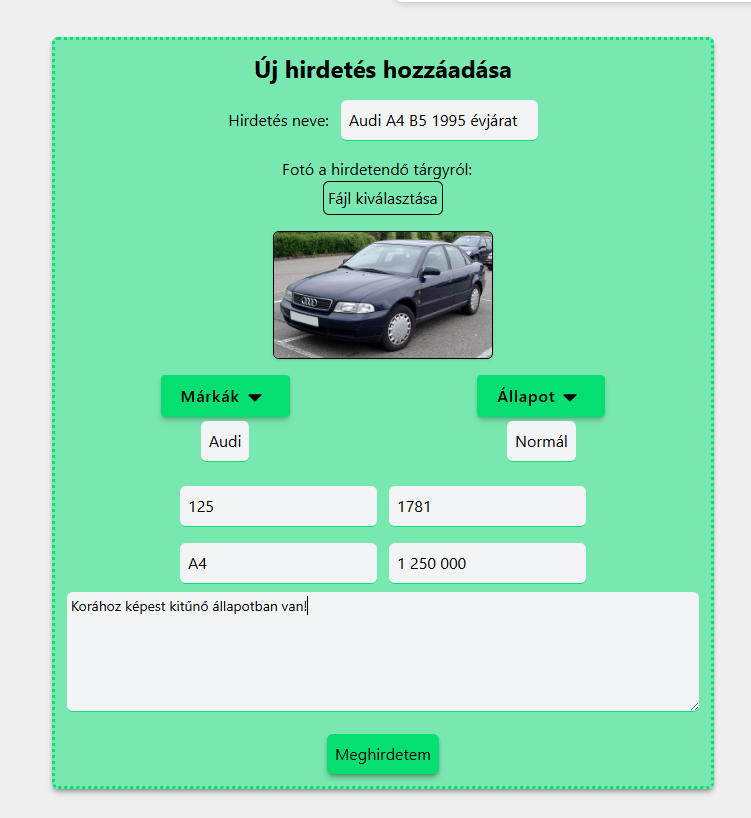 Új hirdetés hozzáadása
Hirdetés neve: Audi A4 B5 1995 évjárat
Fotó a hirdetendő tárgyról:
Fájl kiválasztása
Márkák Állapot
Audi Normál
125 1781
A4 1 250 000
Korához képest kitűnő állapotban van!
Meghirdetem